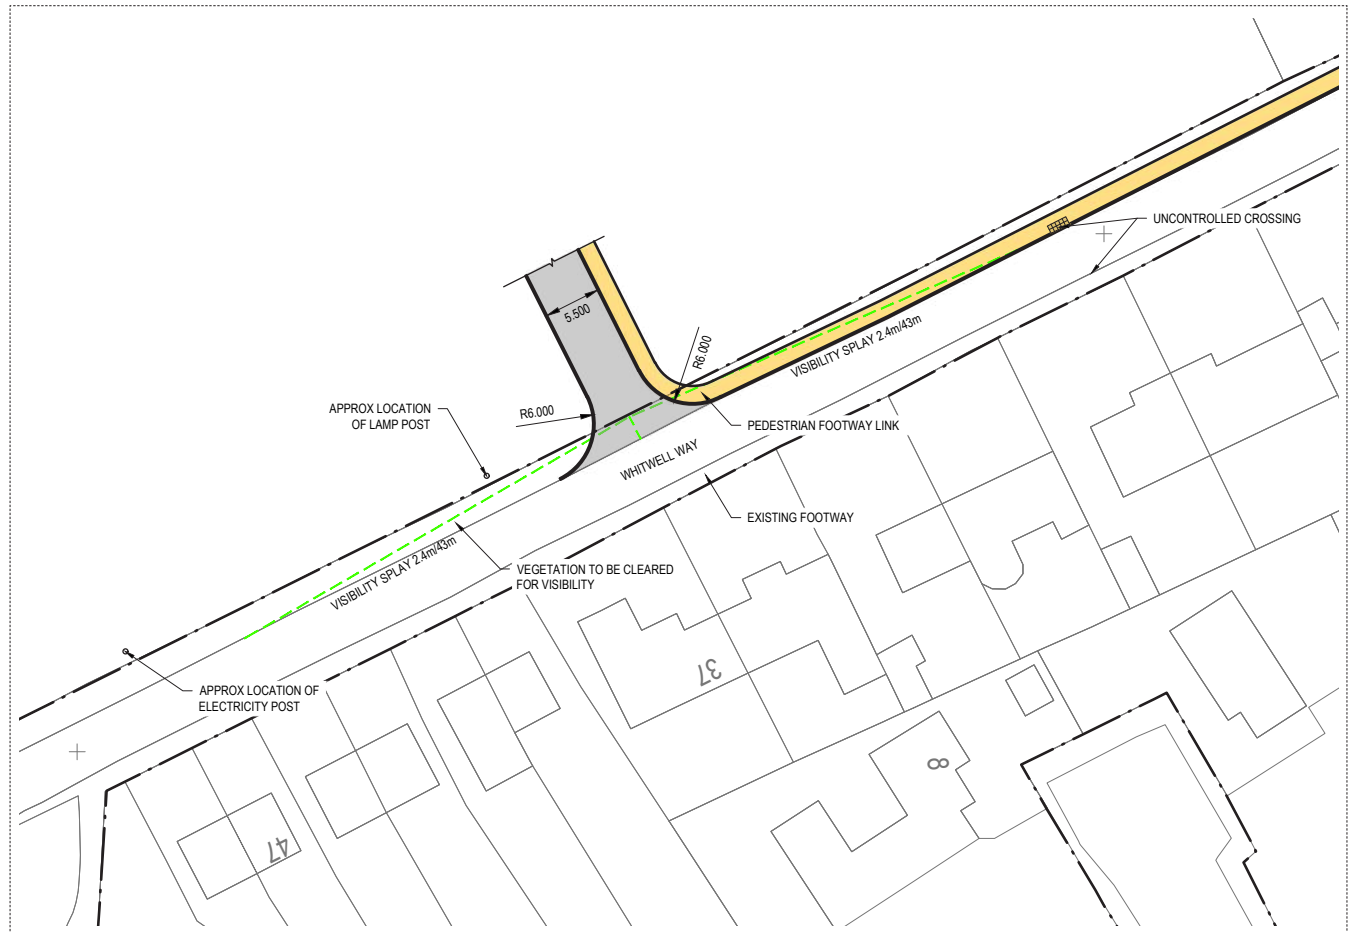 UNCONTROLLED CROSSING
5.500
R6.000
VISIBILITY SPLAY 2.4m/43m
APPROX LOCATION
OF LAMP POST
R6.000
PEDESTRIAN FOOTWAY LINK
WHITWELL WAY
EXISTING FOOTWAY
VISIBILITY SPLAY 2.4m/43m
VEGETATION TO BE CLEARED
FOR VISIBILITY
37
APPROX LOCATION OF
ELECTRICITY POST
8
47